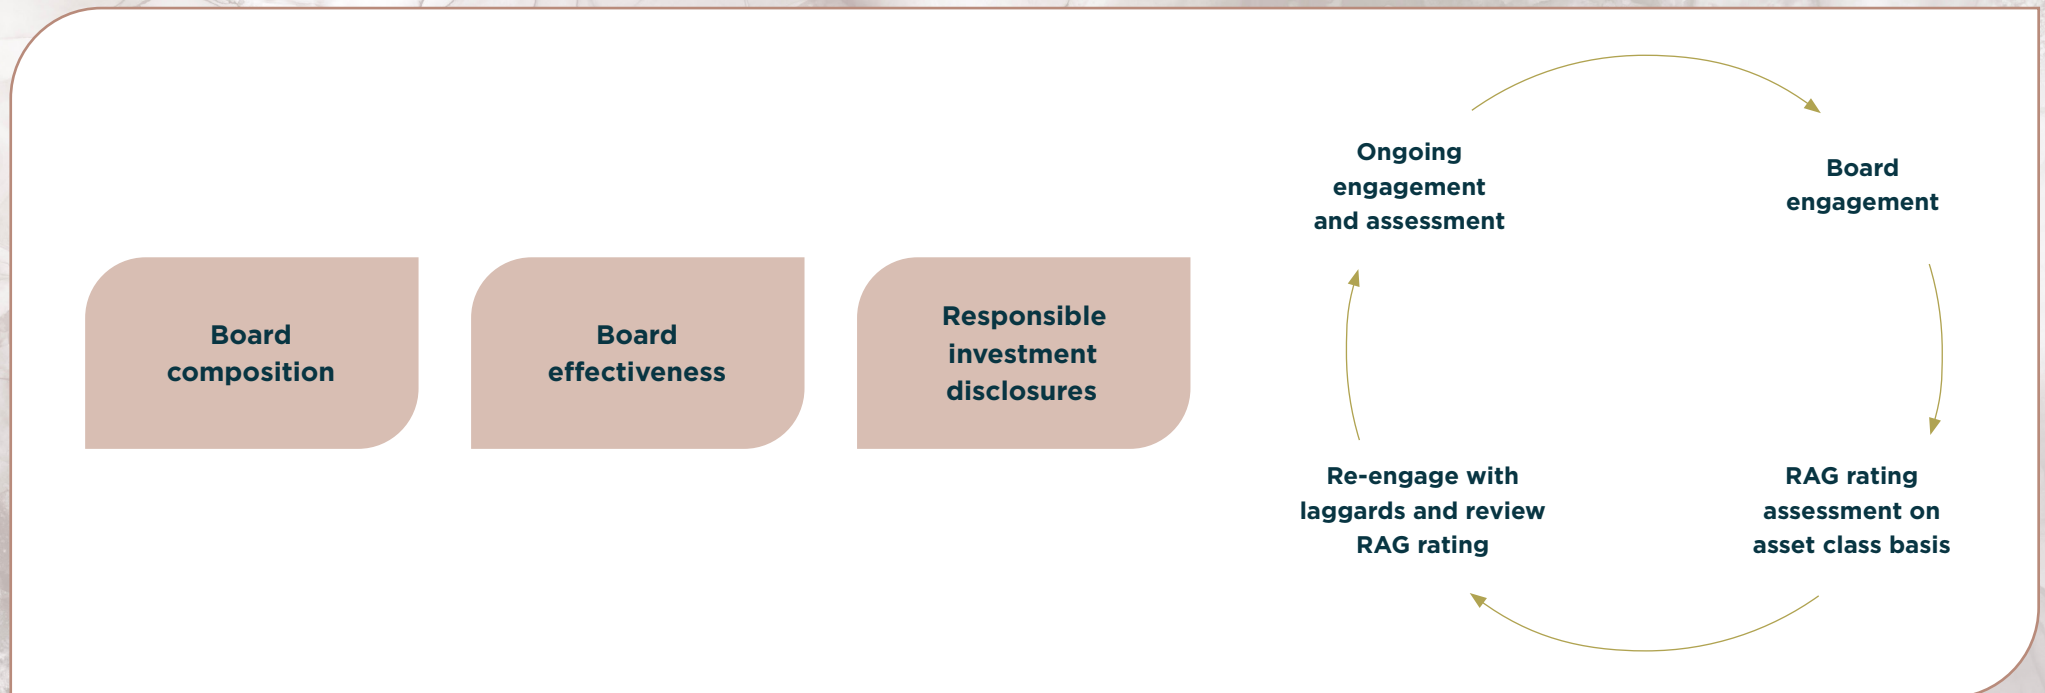 Board
composition
Board
effectiveness
Responsible
investment
disclosures
Ongoing
engagement
and assessment
Board
engagement
RAG rating
assessment on
asset class basis
Re-engage with
laggards and review
RAG rating